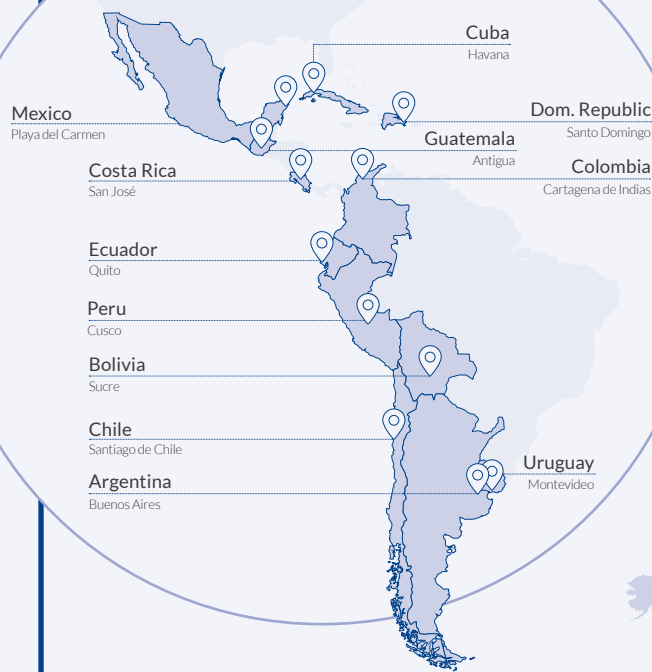 Cuba
Havana
Mexico
Playa del Carmen
Dom. Republic
Santo Domingo
Guatemala
Antigua
Costa Rica
San José
Colombia
Cartagena de Indias
Ecuador
Quito
Peru
Cusco
Bolivia
Sucre
Chile
Santiago de Chile
Uruguay
Montevideo
Argentina
Buenos Aires